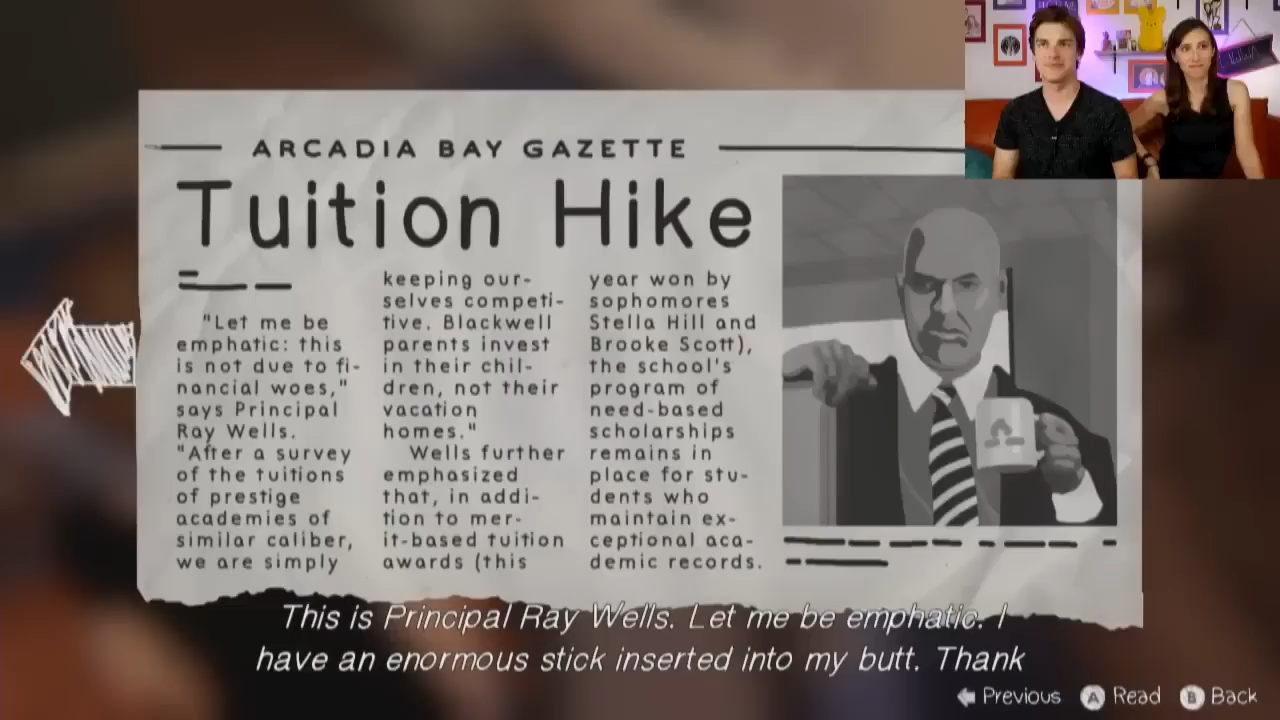 ARCADIA BAY GAZETTE
Tuition Hike
"Let me be
emphatic: this
is not due to fi-
nancial woes,"
says Principal
Ray Wells.
"After a survey
of the tuitions
of prestige
academies of
similar caliber,
we are simply
keeping our-
selves competi-
tive. Blackwell
parents invest
in their chil-
dren, not their
vacation
homes."
Wells further
emphasized
that, in addi-
tion to mer-
it-based tuition
awards (this
year won by
sophomores
Stella Hill and
Brooke Scott),
the school's
program of
need-based
scholarships
remains in
place for stu-
dents who
maintain ex-
ceptional aca-
demic records.
This is Principal Ray Wells. Let me be emphatic. I
have an enormous stick inserted into my butt. Thank
Previous A Read B Back